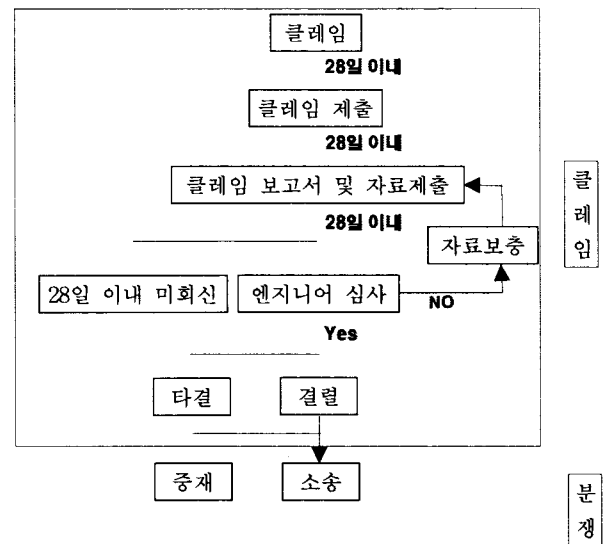 클레임
28일 이내
클레임 제출
28일 이내
클레임 보고서 및 자료제출
28일 이내
자료보충
28일 이내 미회신
엔지니어 심사
NO
Yes
타결
결렬
중재
소송
클레임
분쟁